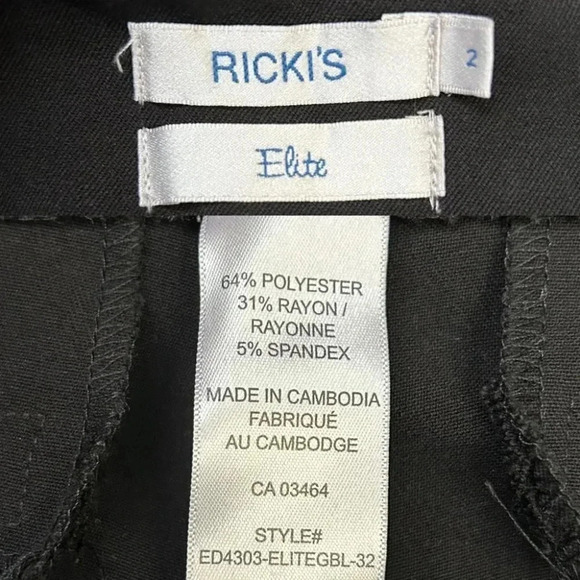 RICKI'S
2
Elite
64% POLYESTER
31% RAYON /
RAYONNE
5% SPANDEX
MADE IN CAMBODIA
FABRIQUÉ
AU CAMBODGE
CA 03464
STYLE#
ED4303-ELITEGBL-32